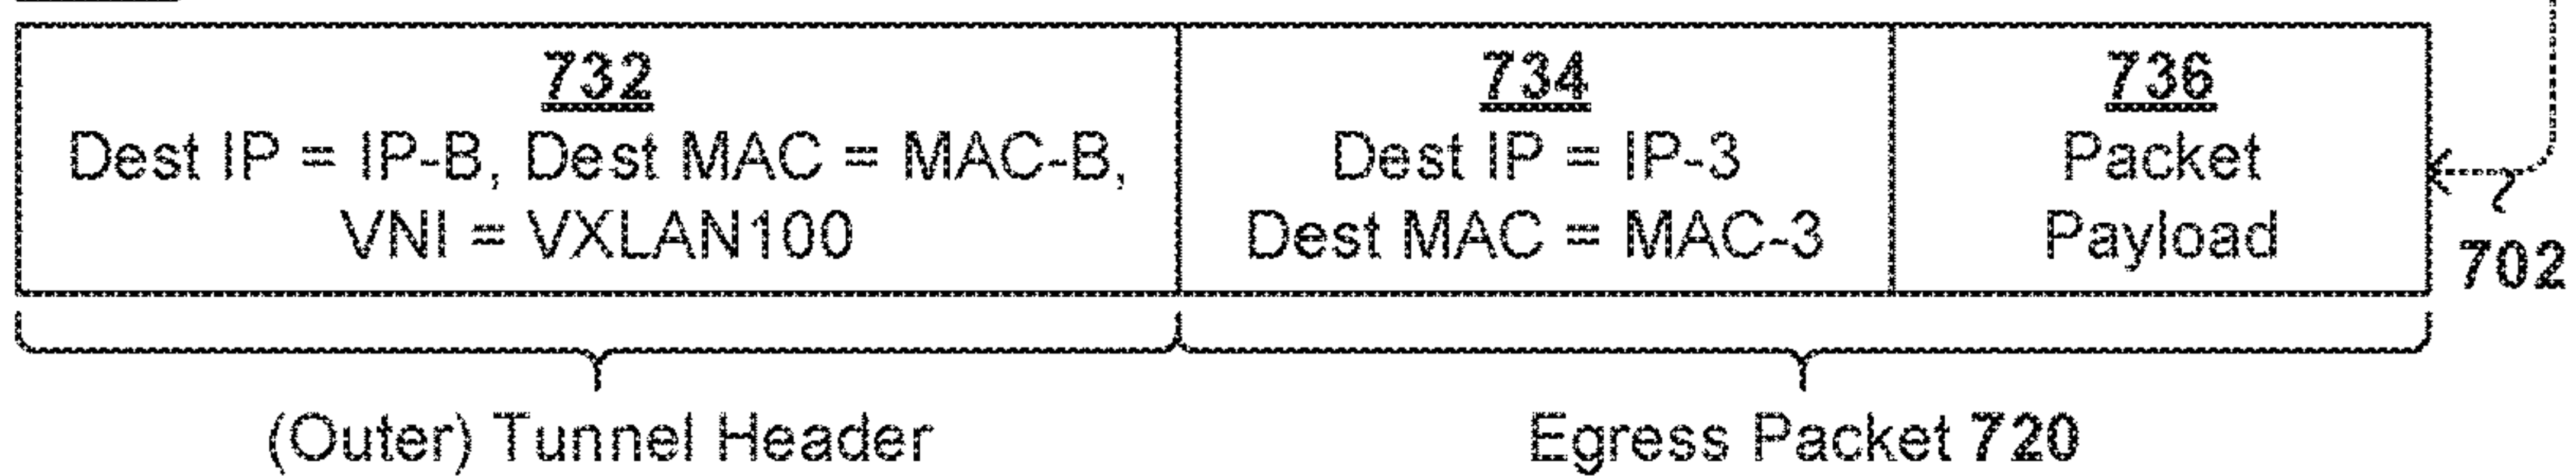 732
Dest IP = IP-B, Dest MAC = MAC-B,
VNI = VXLAN100
734
Dest IP = IP-3
Dest MAC = MAC-3
736
Packet
Payload
702
(Outer) Tunnel Header
Egress Packet 720